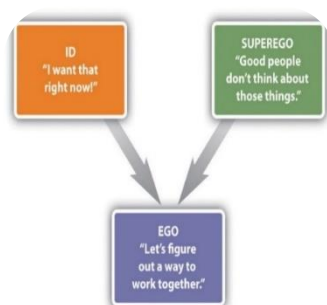 ID
“I want that
right now!”
SUPEREGO
“Good people
don’t think about
those things.”
EGO
“Let’s figure
out a way to
work together.”